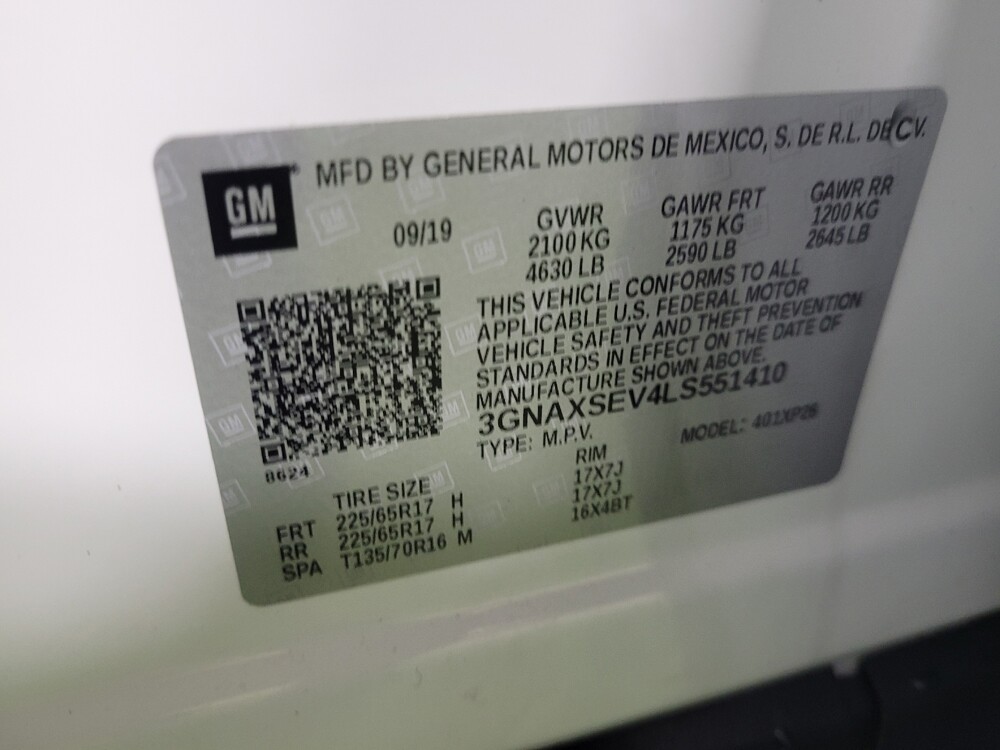 GM MFD BY GENERAL MOTORS DE MEXICO, S. DE R.L. DE CV.
09/19
GVWR GAWR FRT GAWR RR
2100 KG 1175 KG 1200 KG
4630 LB 2590 LB 2645 LB
THIS VEHICLE CONFORMS TO ALL
APPLICABLE U.S. FEDERAL MOTOR
VEHICLE SAFETY AND THEFT PREVENTION
STANDARDS IN EFFECT ON THE DATE OF
MANUFACTURE SHOWN ABOVE.
3GNAXSEV4LS551410
TYPE: M.P.V. MODEL: 401XP26
8624
TIRE SIZE RIM
FRT 225/65R17 H 17X7J
RR 225/65R17 H 17X7J
SPA T135/70R16 M 16X4BT